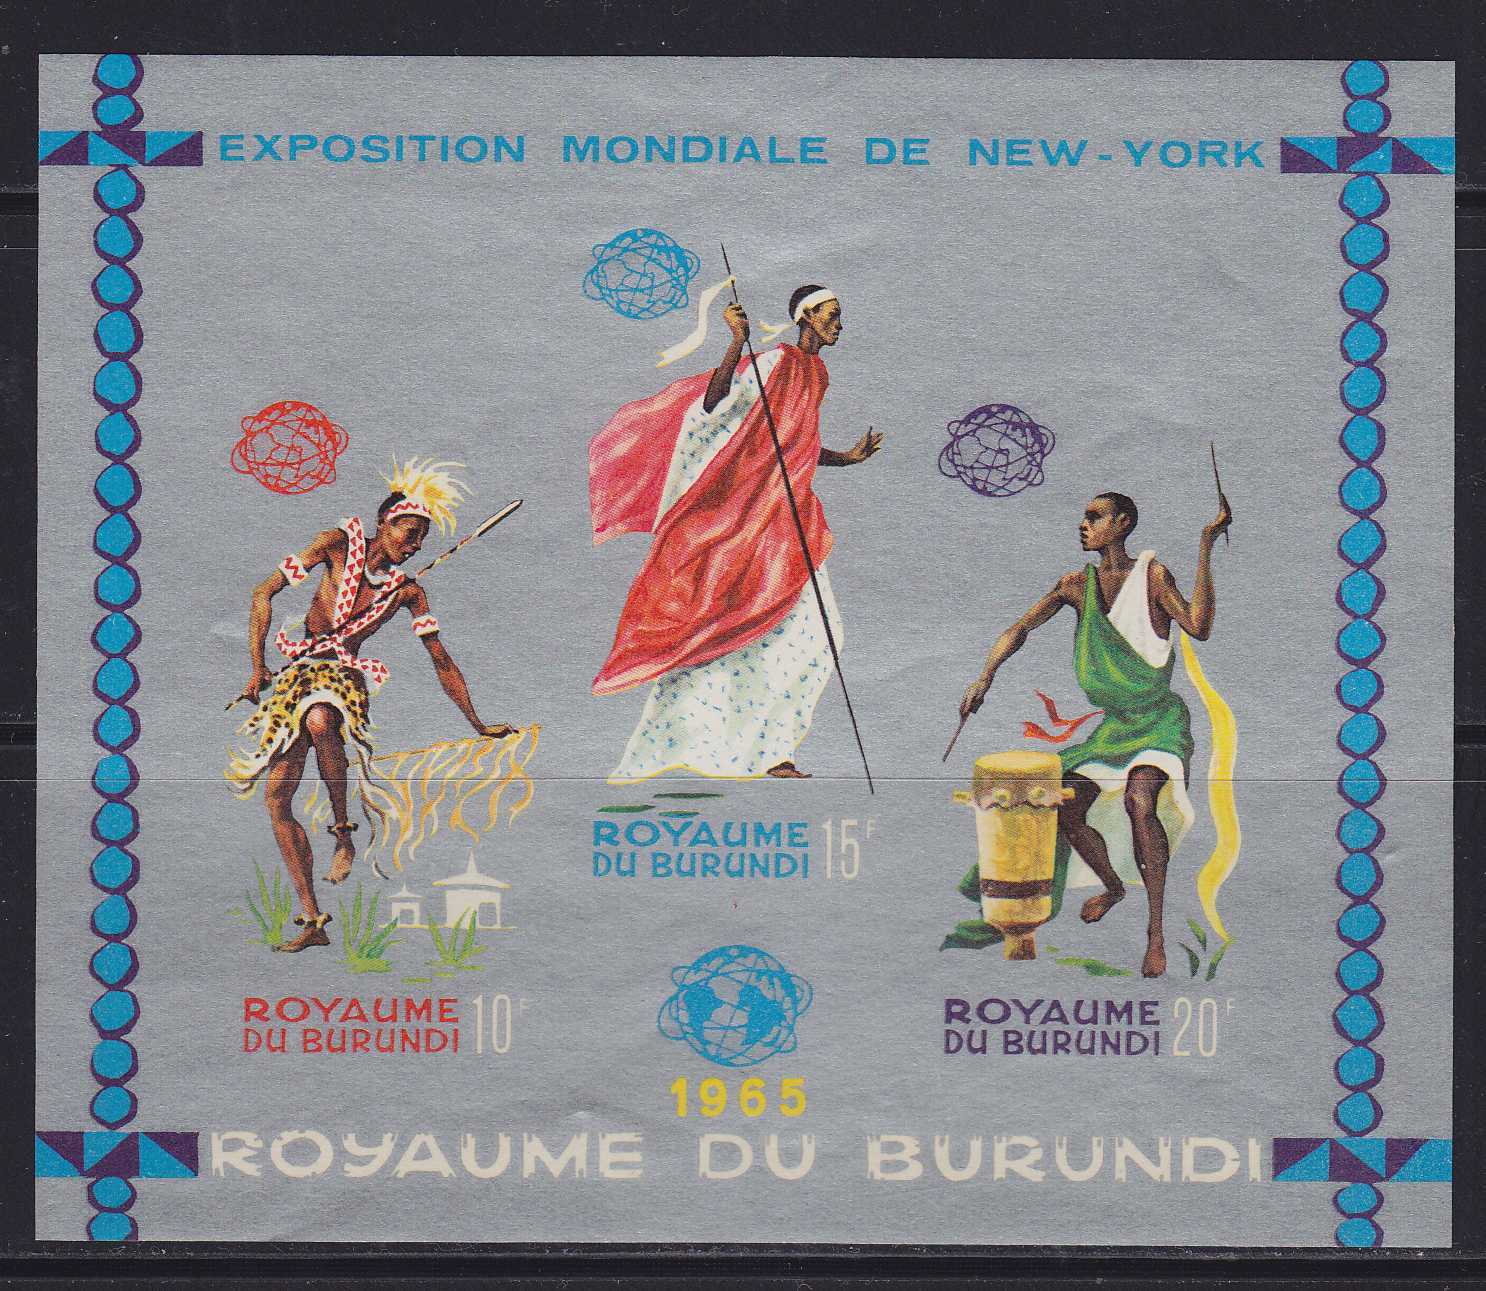 EXPOSITION MONDIALE DE NEW-YORK
ROYAUME
DU BURUNDI 15F
ROYAUME
DU BURUNDI 10F
ROYAUME
DU BURUNDI 20F
1965
ROYAUME DU BURUNDI